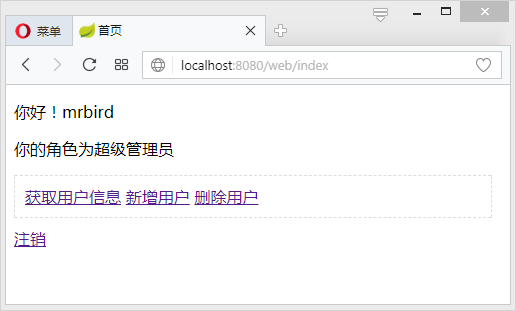 菜单 首页
localhost:8080/web/index
你好！mrbird
你的角色为超级管理员
获取用户信息 新增用户 删除用户
注销